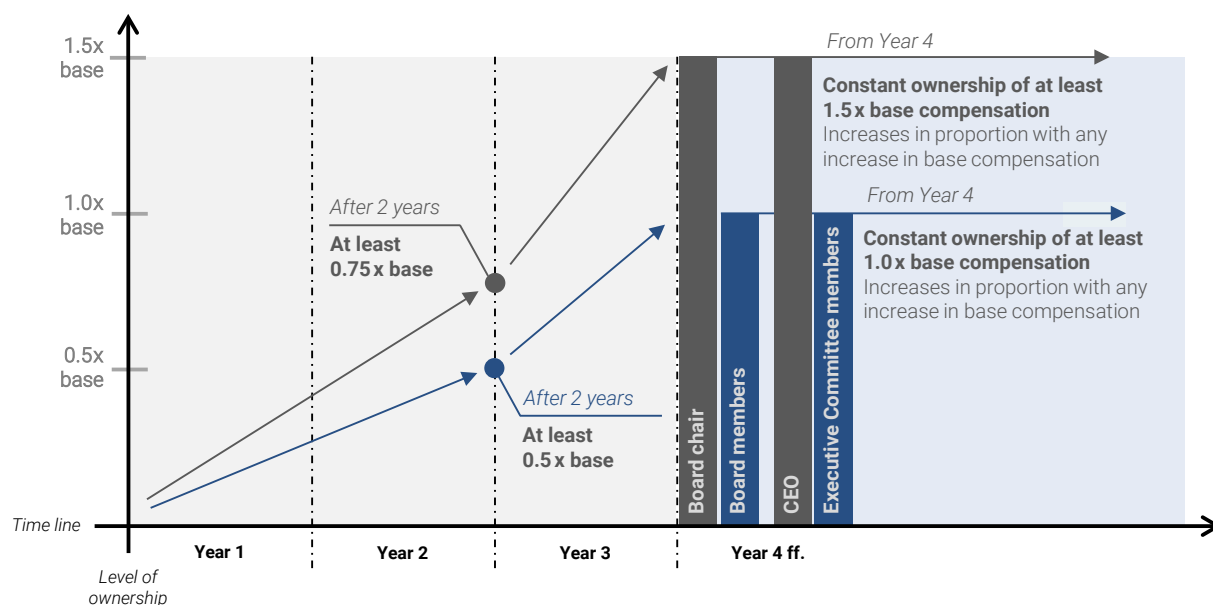 1.5x
base
From Year 4
Constant ownership of at least
1.5x base compensation
Increases in proportion with any
increase in base compensation
1.0x
base
After 2 years
At least
0.75x base
From Year 4
Constant ownership of at least
1.0x base compensation
Increases in proportion with any
increase in base compensation
0.5x
base
After 2 years
At least
0.5x base
Board chair
Board members
CEO
Executive Committee members
Time line
Year 1
Year 2
Year 3
Year 4 ff.
Level of
ownership